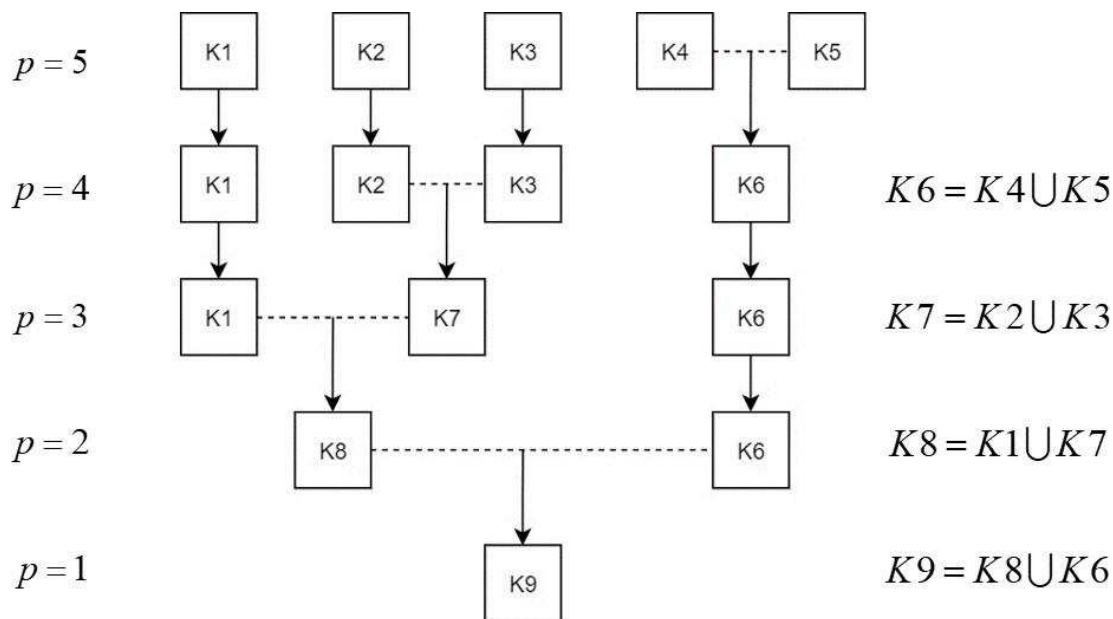 p = 5 K1 K2 K3 K4 K5
p = 4 K1 K2 K3 K6 K6 = K4 ⋃ K5
p = 3 K1 K7 K6 K7 = K2 ⋃ K3
p = 2 K8 K6 K8 = K1 ⋃ K7
p = 1 K9 K9 = K8 ⋃ K6